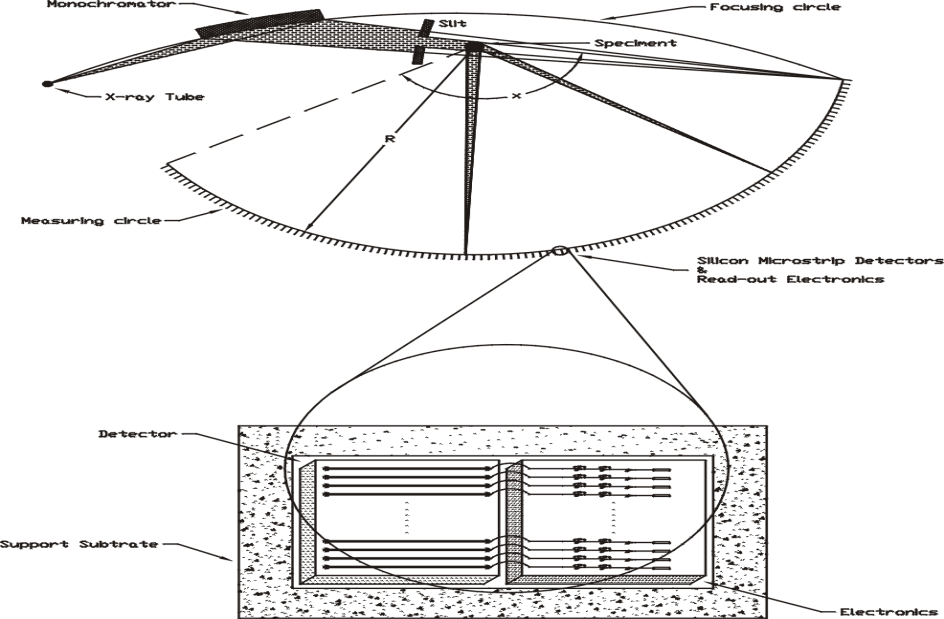 Monochromator
Focusing circle
Slit
Speciment
X-ray Tube
x
R
Measuring circle
Silicon Microstrip Detectors
&
Read-out Electronics
Detector
Support Subtrate
Electronics